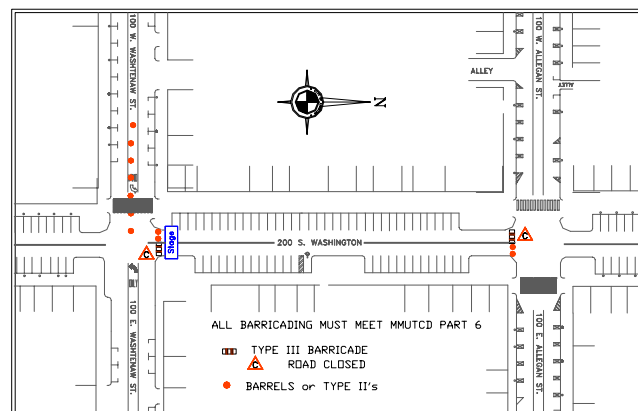 100 W. WASHTENAW ST.
100 W. ALLEGAN ST.
ALLEY
ALLEY
N
Stage
200 S. WASHINGTON
C
C
ONLY
100 E. WASHTENAW ST.
100 E. ALLEGAN ST.
ALL BARRICADING MUST MEET MMUTCD PART 6
TYPE III BARRICADE
C ROAD CLOSED
BARRELS or TYPE II's